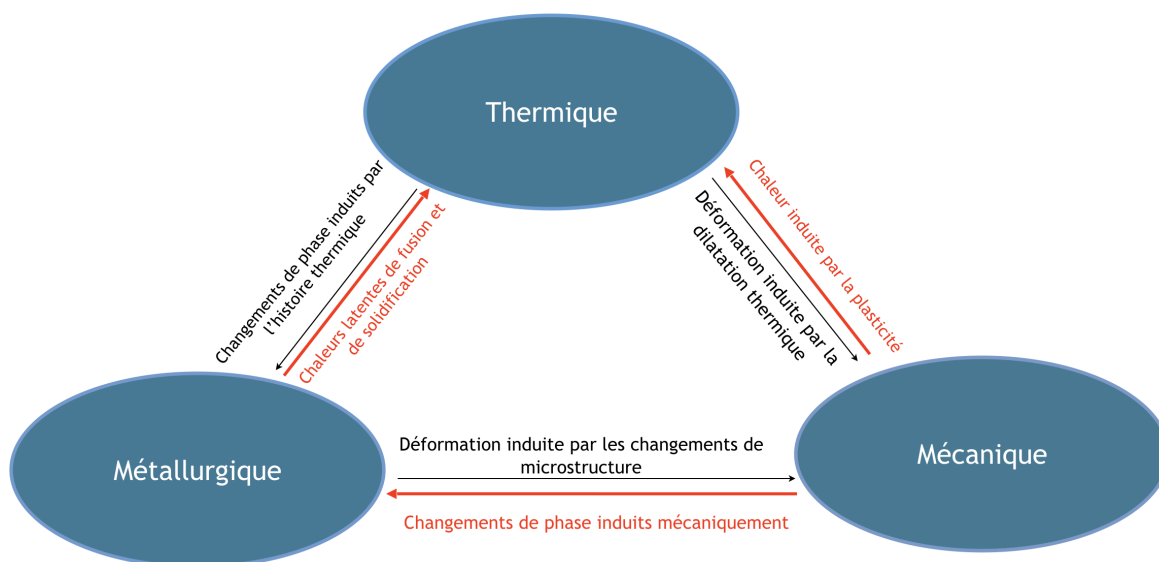 Thermique
Changements de phase induits par
l'histoire thermique
Chaleurs latentes de fusion et
de solidification
Déformation induite par la
dilatation thermique
Chaleur induite par la plasticité
Métallurgique
Déformation induite par les changements de
microstructure
Changements de phase induits mécaniquement
Mécanique